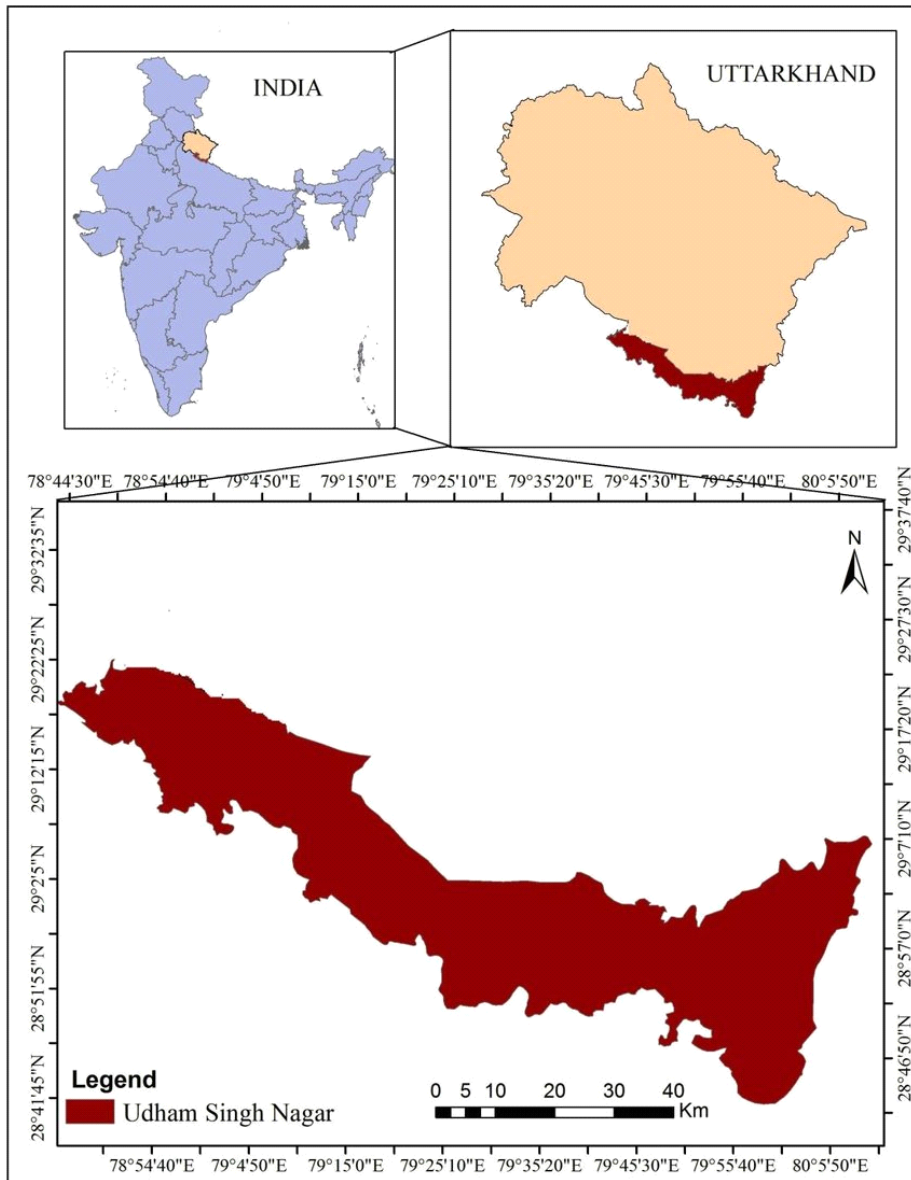 INDIA
UTTARKHAND
78°44'30"E 78°54'40"E 79°4'50"E 79°15'0"E 79°25'10"E 79°35'20"E 79°45'30"E 79°55'40"E 80°5'50"E
29°37'40"N
29°32'35"N
N
29°27'30"N
29°22'25"N
29°17'20"N
29°12'15"N
29°7'10"N
29°2'5"N
28°57'0"N
28°51'55"N
28°46'50"N
28°41'45"N
Legend
Udham Singh Nagar
0 5 10 20 30 40
Km
78°54'40"E 79°4'50"E 79°15'0"E 79°25'10"E 79°35'20"E 79°45'30"E 79°55'40"E 80°5'50"E